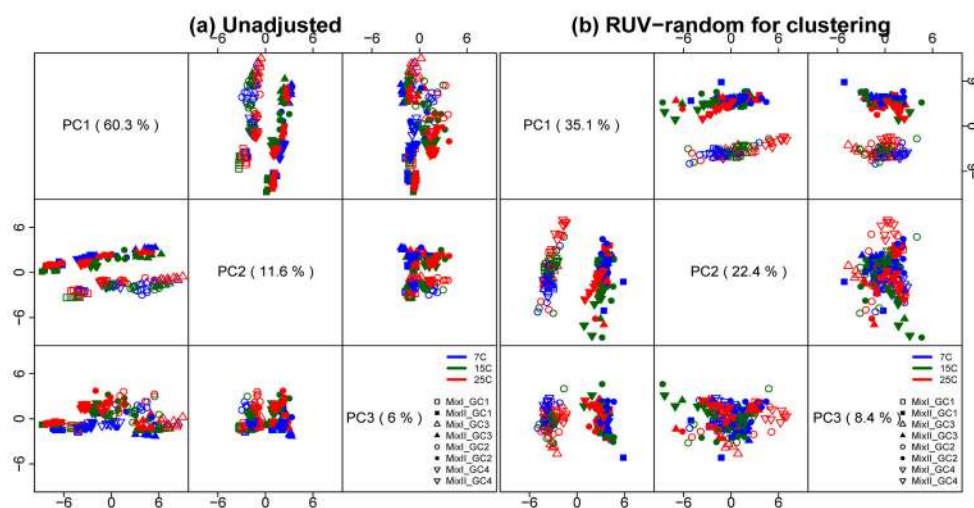 (a) Unadjusted
(b) RUV−random for clustering
−6 0 6
−6 0 6
−6 0 6
−6 0 6
PC1 ( 60.3 % )
PC1 ( 35.1 % )
6
0
−6
6
0
−6
PC2 ( 11.6 % )
PC2 ( 22.4 % )
6
0
−6
PC3 ( 6 % )
PC3 ( 8.4 % )
7C
15C
25C
MixI_GC1
MixII_GC1
MixI_GC3
MixII_GC3
MixI_GC2
MixII_GC2
MixI_GC4
MixII_GC4
7C
15C
25C
MixI_GC1
MixII_GC1
MixI_GC3
MixII_GC3
MixI_GC2
MixII_GC2
MixI_GC4
MixII_GC4
−6 0 6
−6 0 6
−6 0 6
−6 0 6